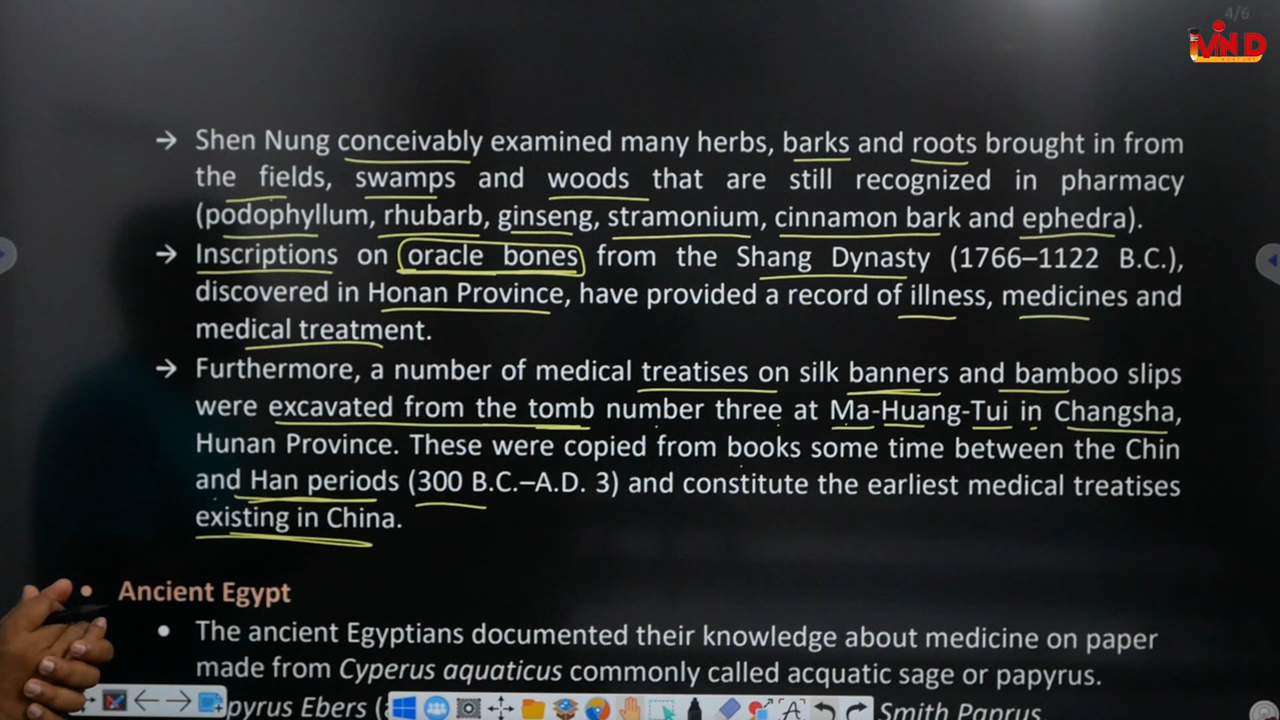 4/6
MIND
→ Shen Nung conceivably examined many herbs, barks and roots brought in from
the fields, swamps and woods that are still recognized in pharmacy
(podophyllum, rhubarb, ginseng, stramonium, cinnamon bark and ephedra).
→ Inscriptions on oracle bones from the Shang Dynasty (1766–1122 B.C.),
discovered in Honan Province, have provided a record of illness, medicines and
medical treatment.
→ Furthermore, a number of medical treatises on silk banners and bamboo slips
were excavated from the tomb number three at Ma-Huang-Tui in Changsha,
Hunan Province. These were copied from books some time between the Chin
and Han periods (300 B.C.–A.D. 3) and constitute the earliest medical treatises
existing in China.
• Ancient Egypt
• The ancient Egyptians documented their knowledge about medicine on paper
made from Cyperus aquaticus commonly called acquatic sage or papyrus.
pyrus Ebers ( Smith Paprus